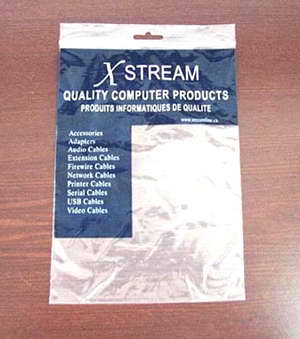 X STREAM
QUALITY COMPUTER PRODUCTS
PRODUITS INFORMATIQUES DE QUALITE
Accessories
Adapters
Audio Cables
Extension Cables
Firewire Cables
Network Cables
Printer Cables
Serial Cables
USB Cables
Video Cables